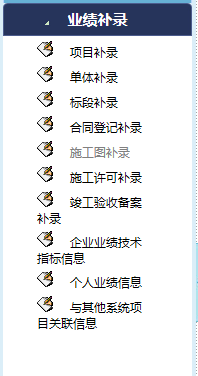 业绩补录
项目补录
单体补录
标段补录
合同登记补录
施工图补录
施工许可补录
竣工验收备案
补录
企业业绩技术
指标信息
个人业绩信息
与其他系统项
目关联信息